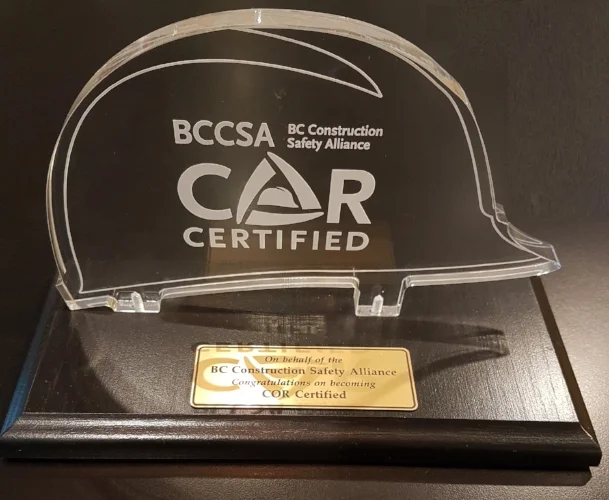 BCCSA BC Construction
Safety Alliance
COR
CERTIFIED
On behalf of the
BC Construction Safety Alliance
Congratulations on becoming
COR Certified